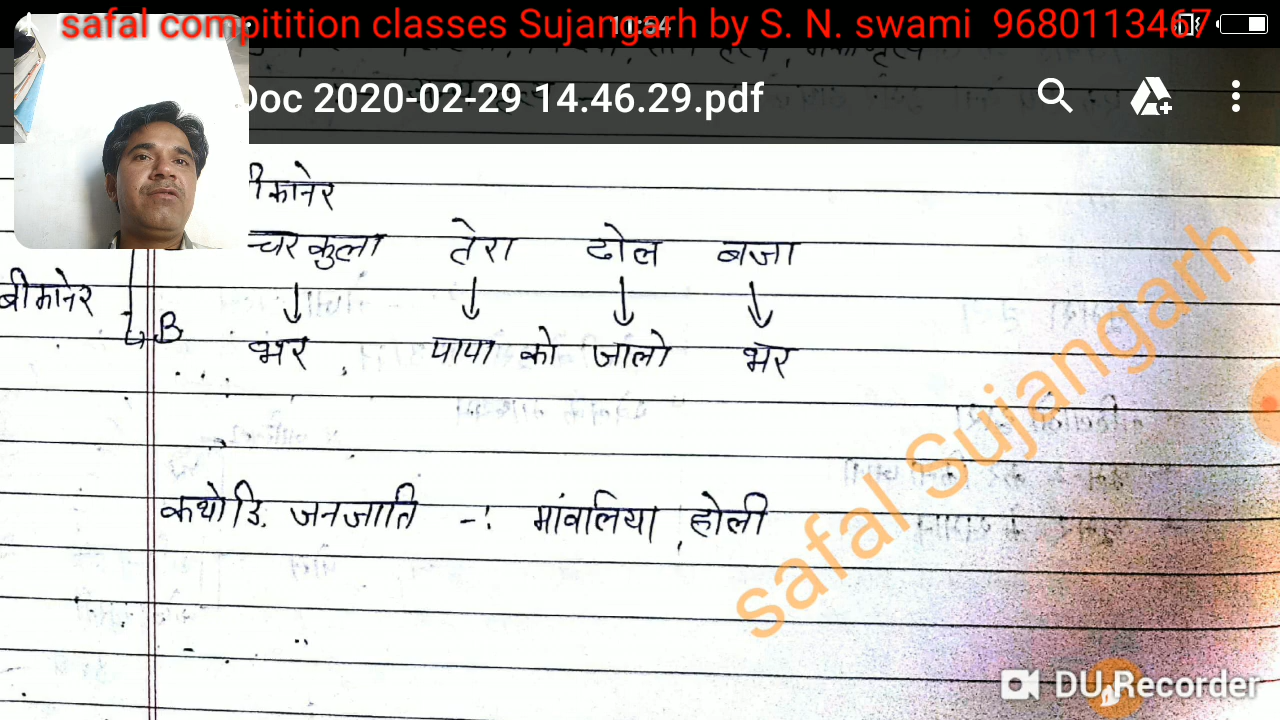 safal compitition classes Sujangarh by S. N. swami 9680113467
Doc 2020-02-29 14.46.29.pdf
चरकुला तेरा ढोल बजा
बीकानेर
B
भर, पापा को जालो भर
कथोडि जनजाति -: मांवलिया, होली
safal Sujangarh
DU Recorder